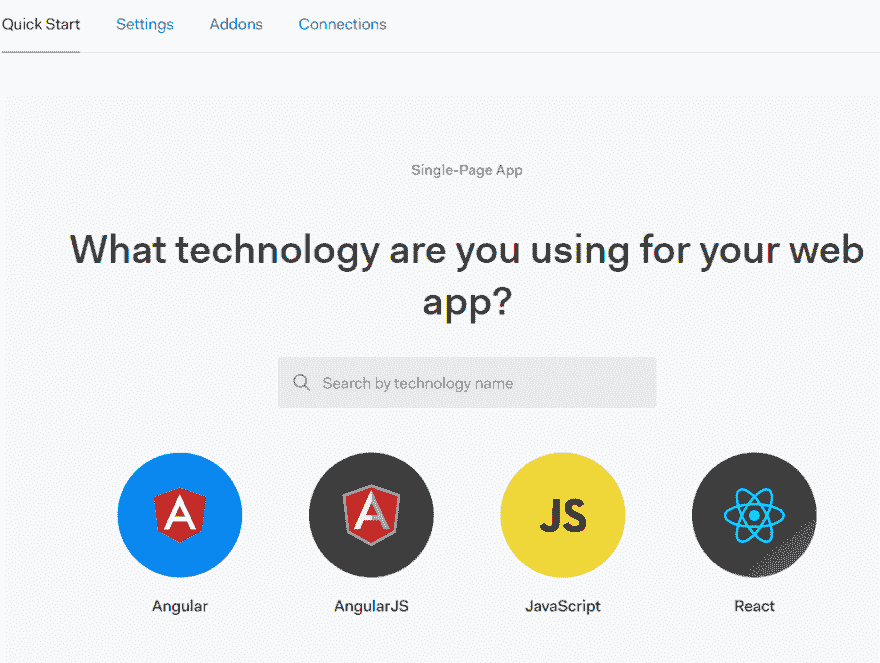 Quick Start Settings Addons Connections
Single-Page App
What technology are you using for your web
app?
Search by technology name
JS
Angular AngularJS JavaScript React